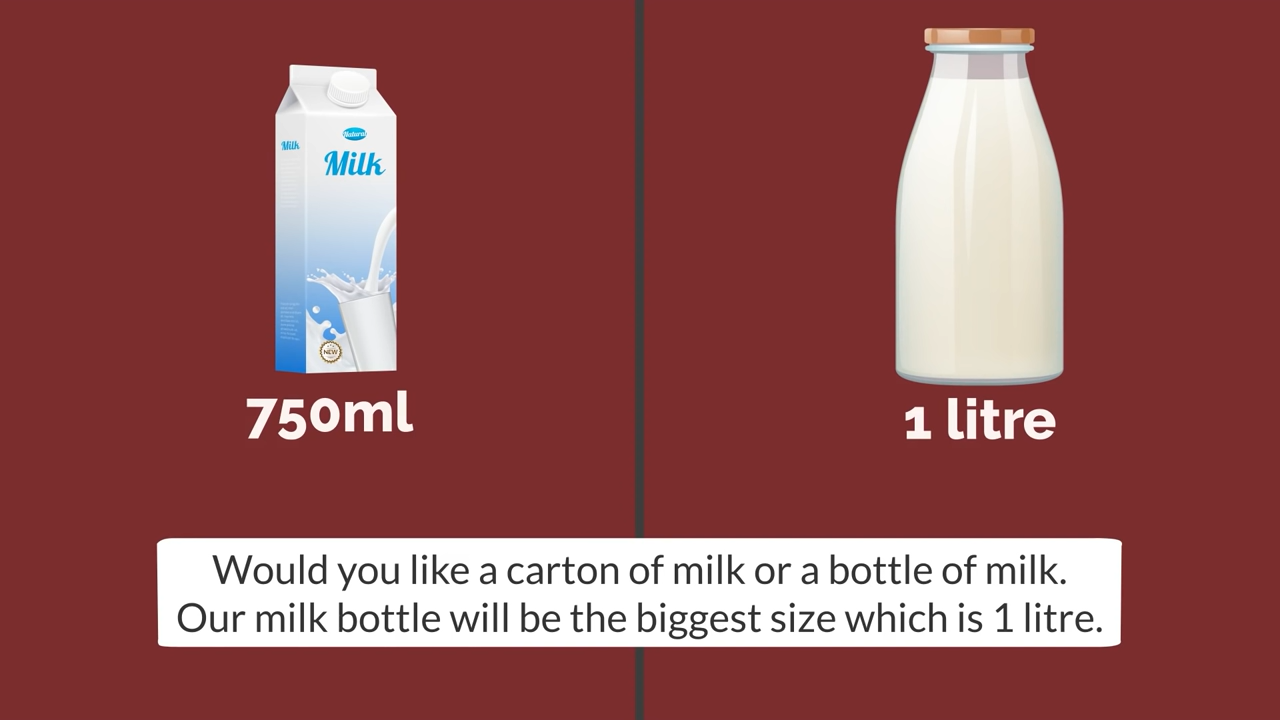 Natural
Milk
Milk
NEW
750ml
1 litre
Would you like a carton of milk or a bottle of milk.
Our milk bottle will be the biggest size which is 1 litre.